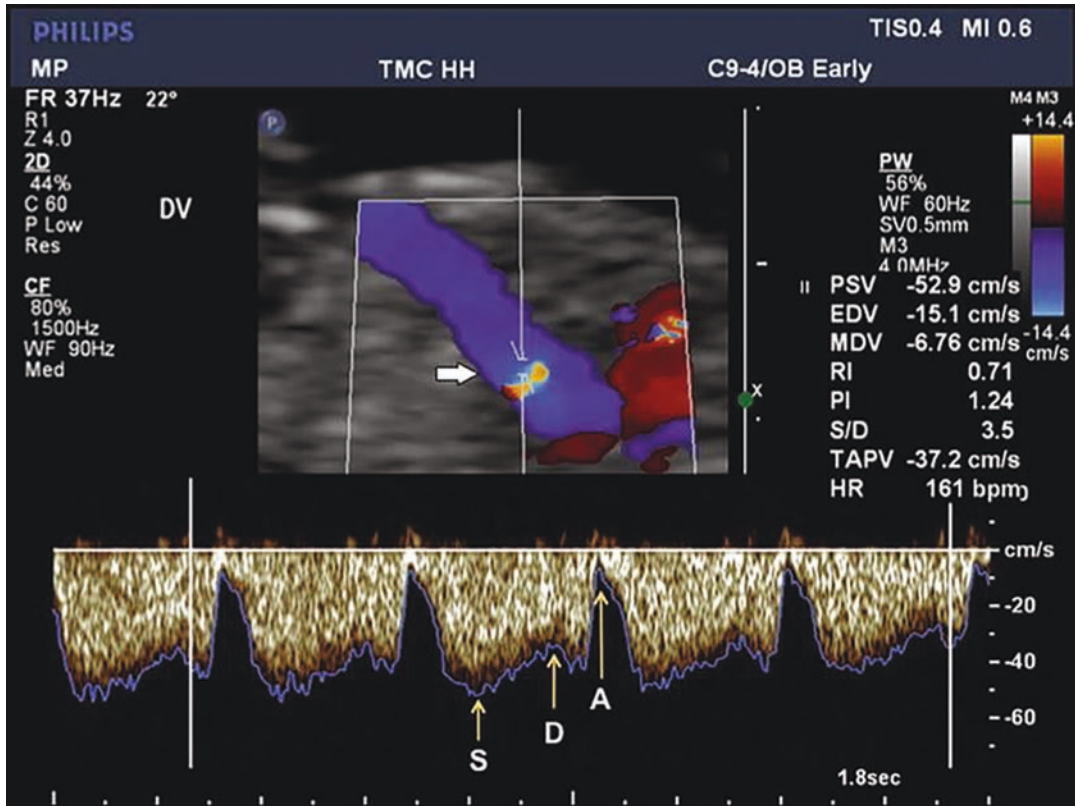 PHILIPS
TIS0.4 MI 0.6
MP
TMC HH
C9-4/OB Early
FR 37Hz 22°
R1
Z 4.0
2D
44%
C 60
P Low
Res
DV
CF
80%
1500Hz
WF 90Hz
Med
P
M4 M3
+14.4
PW
56%
WF 60Hz
SV0.5mm
M3
4.0MHz
-14.4
cm/s
x
PSV -52.9 cm/s
EDV -15.1 cm/s
MDV -6.76 cm/s
RI 0.71
PI 1.24
S/D 3.5
TAPV -37.2 cm/s
HR 161 bpm
cm/s
-20
-40
-60
S
D
A
1.8sec